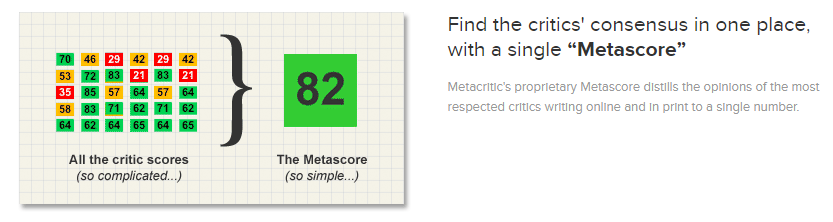 70 46 29 42 29 42
53 72 83 21 83 21
35 85 57 64 57 64
58 83 71 62 71 62
64 62 64 65 64 65
}
82
All the critic scores
(so complicated...)
The Metascore
(so simple...)
Find the critics' consensus in one place,
with a single “Metascore”
Metacritic's proprietary Metascore distills the opinions of the most
respected critics writing online and in print to a single number.